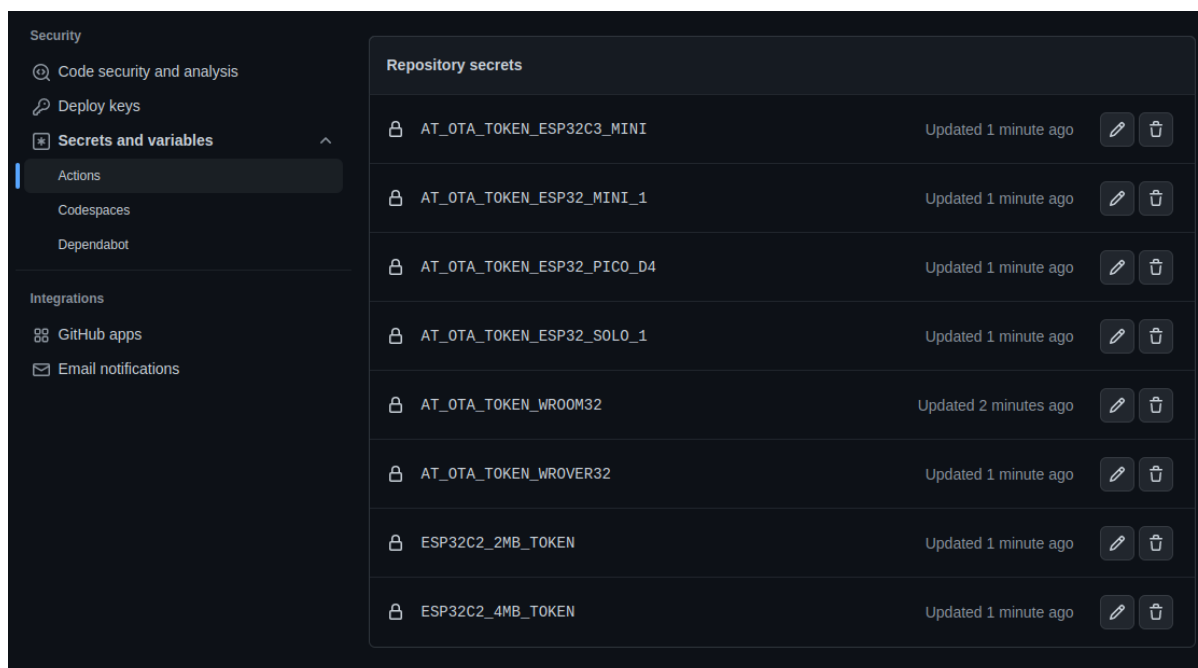 Security
Code security and analysis
Deploy keys
Secrets and variables
Actions
Codespaces
Dependabot
Integrations
GitHub apps
Email notifications
Repository secrets
AT_OTA_TOKEN_ESP32C3_MINI Updated 1 minute ago
AT_OTA_TOKEN_ESP32_MINI_1 Updated 1 minute ago
AT_OTA_TOKEN_ESP32_PICO_D4 Updated 1 minute ago
AT_OTA_TOKEN_ESP32_SOLO_1 Updated 1 minute ago
AT_OTA_TOKEN_WROOM32 Updated 2 minutes ago
AT_OTA_TOKEN_WROVER32 Updated 1 minute ago
ESP32C2_2MB_TOKEN Updated 1 minute ago
ESP32C2_4MB_TOKEN Updated 1 minute ago